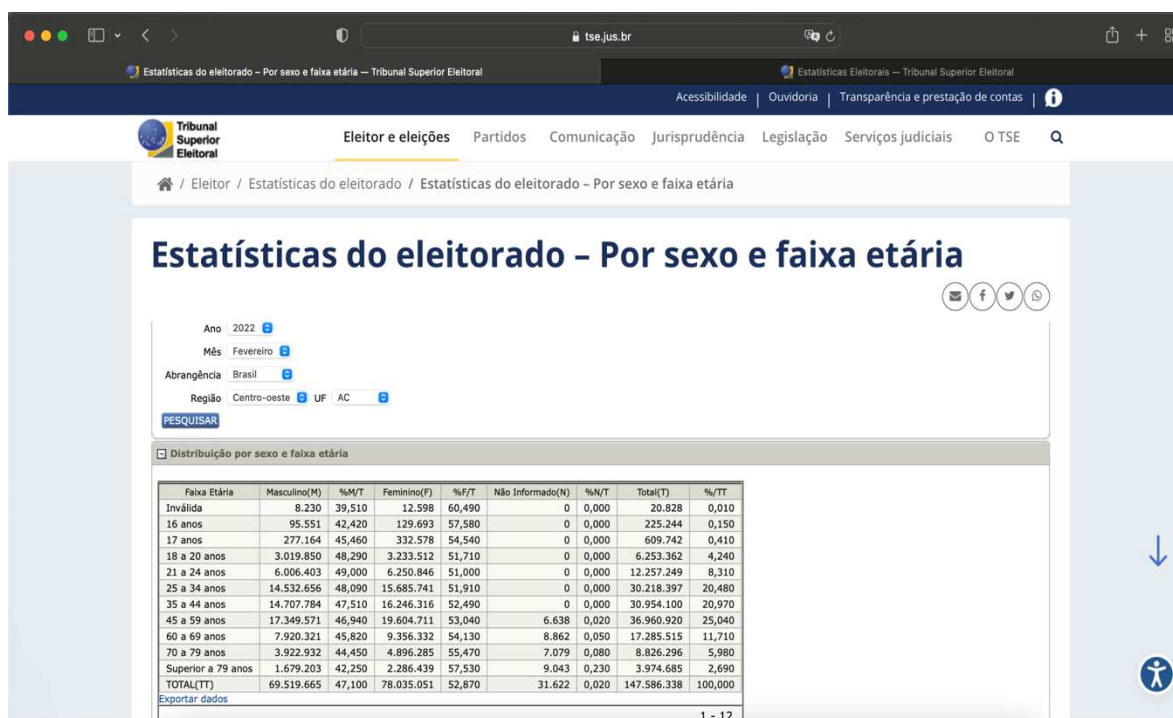 tse.jus.br
Estatísticas do eleitorado – Por sexo e faixa etária — Tribunal Superior Eleitoral
Estatísticas Eleitorais — Tribunal Superior Eleitoral
Acessibilidade | Ouvidoria | Transparência e prestação de contas |
Tribunal
Superior
Eleitoral
Eleitor e eleições Partidos Comunicação Jurisprudência Legislação Serviços judiciais O TSE
/ Eleitor / Estatísticas do eleitorado / Estatísticas do eleitorado – Por sexo e faixa etária
Estatísticas do eleitorado – Por sexo e faixa etária
Ano 2022
Mês Fevereiro
Abrangência Brasil
Região Centro-oeste UF AC
PESQUISAR
Distribuição por sexo e faixa etária
Faixa Etária Masculino(M) %M/T Feminino(F) %F/T Não Informado(N) %N/T Total(T) %/TT
Inválida 8.230 39,510 12.598 60,490 0 0,000 20.828 0,010
16 anos 95.551 42,420 129.693 57,580 0 0,000 225.244 0,150
17 anos 277.164 45,460 332.578 54,540 0 0,000 609.742 0,410
18 a 20 anos 3.019.850 48,290 3.233.512 51,710 0 0,000 6.253.362 4,240
21 a 24 anos 6.006.403 49,000 6.250.846 51,000 0 0,000 12.257.249 8,310
25 a 34 anos 14.532.656 48,090 15.685.741 51,910 0 0,000 30.218.397 20,480
35 a 44 anos 14.707.784 47,510 16.246.316 52,490 0 0,000 30.954.100 20,970
45 a 59 anos 17.349.571 46,940 19.604.711 53,040 6.638 0,020 36.960.920 25,040
60 a 69 anos 7.920.321 45,820 9.356.332 54,130 8.862 0,050 17.285.515 11,710
70 a 79 anos 3.922.932 44,450 4.896.285 55,470 7.079 0,080 8.826.296 5,980
Superior a 79 anos 1.679.203 42,250 2.286.439 57,530 9.043 0,230 3.974.685 2,690
TOTAL(TT) 69.519.665 47,100 78.035.051 52,870 31.622 0,020 147.586.338 100,000
Exportar dados
1 - 12